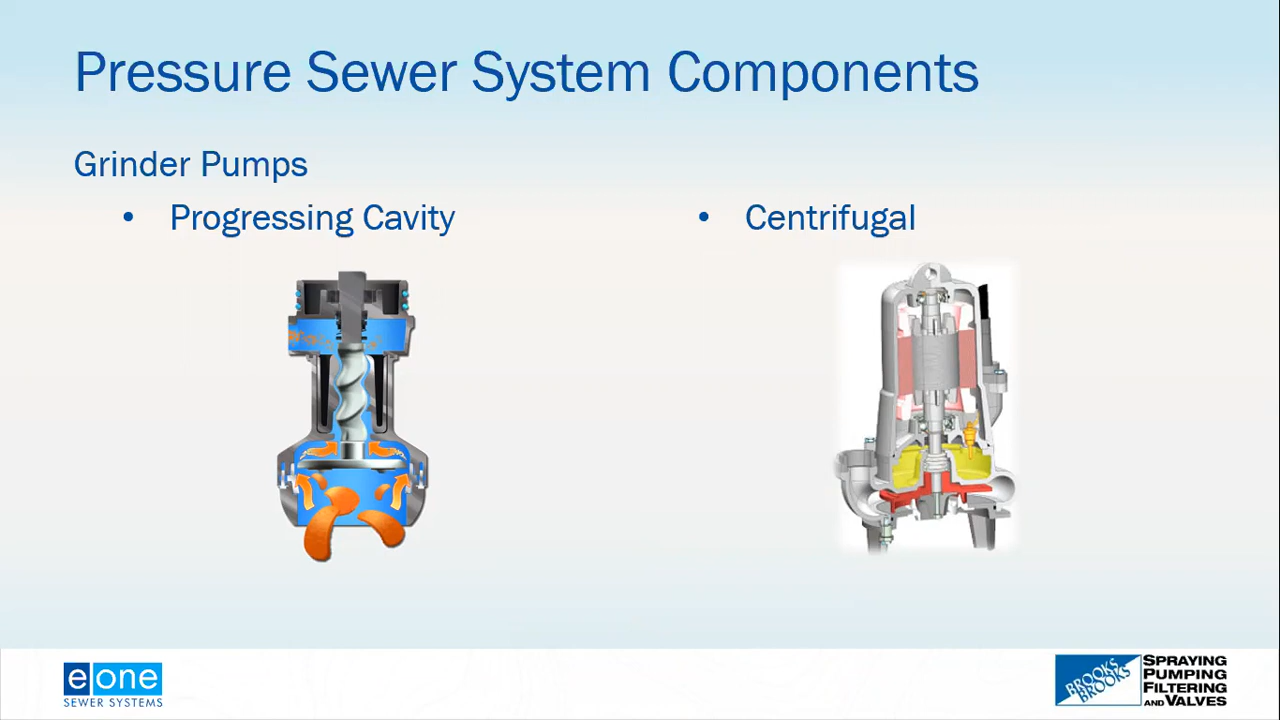 Pressure Sewer System Components
Grinder Pumps
• Progressing Cavity
• Centrifugal
eone
SEWER SYSTEMS
BROOKS
BROOKS
SPRAYING
PUMPING
FILTERING
AND VALVES